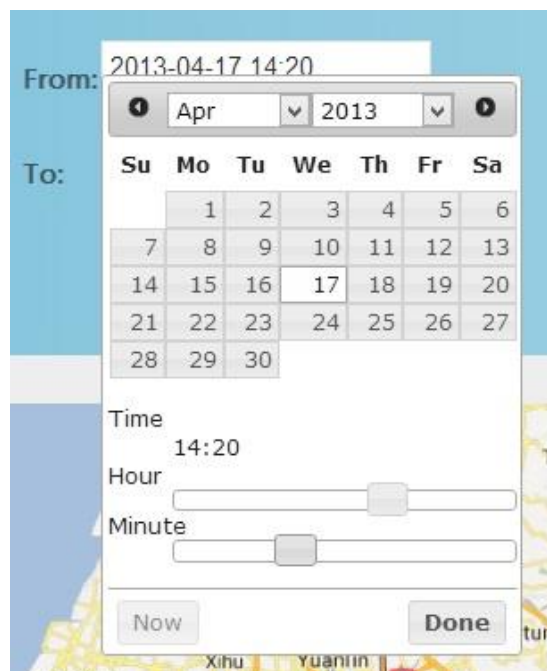 From: 2013-04-17 14:20
Apr 2013
To:
Su Mo Tu We Th Fr Sa
1 2 3 4 5 6
7 8 9 10 11 12 13
14 15 16 17 18 19 20
21 22 23 24 25 26 27
28 29 30
Time
14:20
Hour
Minute
Now Done
Xihu Yuanlin